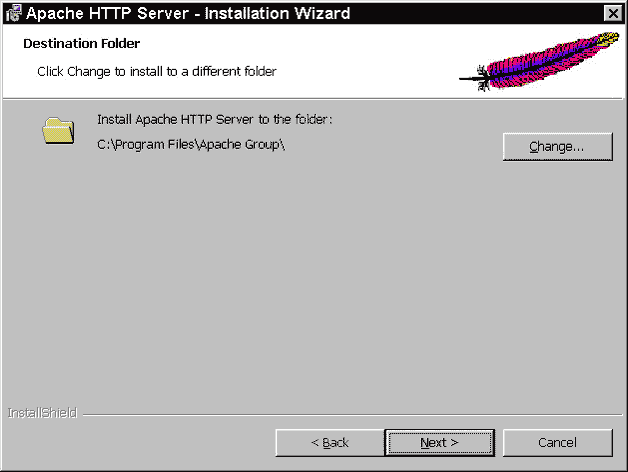 Apache HTTP Server - Installation Wizard
Destination Folder
Click Change to install to a different folder
Install Apache HTTP Server to the folder:
C:\Program Files\Apache Group\
Change...
InstallShield
< Back
Next >
Cancel